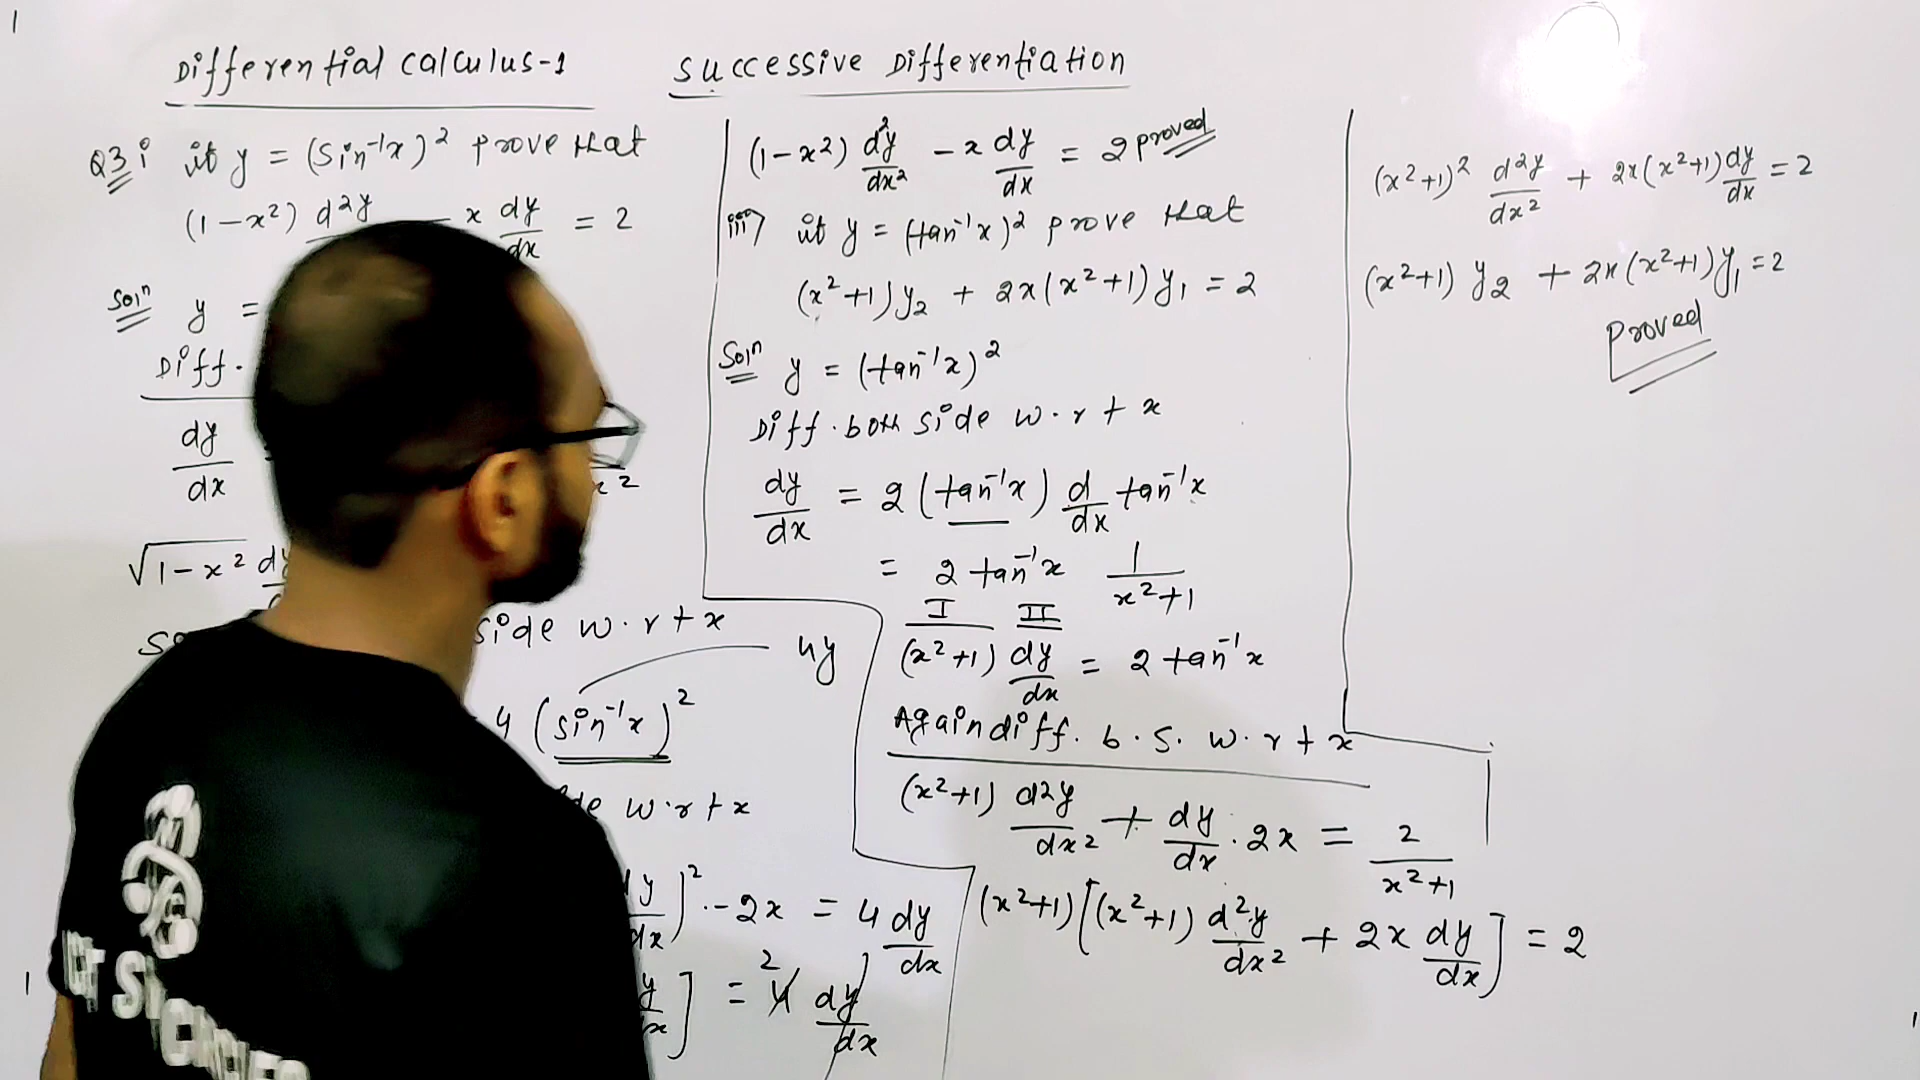 Differential Calculus-1
Successive Differentiation
Q3 i if y = (sin⁻¹x)² prove that
(1-x²) d²y x dy/dx = 2
Soln y =
Diff.
dy/dx
x²
√1-x² dy
side w.r.t x
4 (sin⁻¹x)² 4y
w.r.t x
)² . -2x = 4 dy/dx
] = 4 2 dy/dx
(1-x²) d²y/dx² - x dy/dx = 2 proved
iii) if y = (tan⁻¹x)² prove that
(x²+1) y₂ + 2x(x²+1) y₁ = 2
Soln y = (tan⁻¹x)²
Diff. both side w.r.t x
dy/dx = 2 (tan⁻¹x) d/dx tan⁻¹x
= 2 tan⁻¹x 1/x²+1
I II
(x²+1) dy/dx = 2 tan⁻¹x
Again diff. b.s. w.r.t x
(x²+1) d²y/dx² + dy/dx . 2x = 2/x²+1
(x²+1) [(x²+1) d²y/dx² + 2x dy/dx] = 2
(x²+1)² d²y/dx² + 2x(x²+1) dy/dx = 2
(x²+1) y₂ + 2x(x²+1) y₁ = 2
Proved